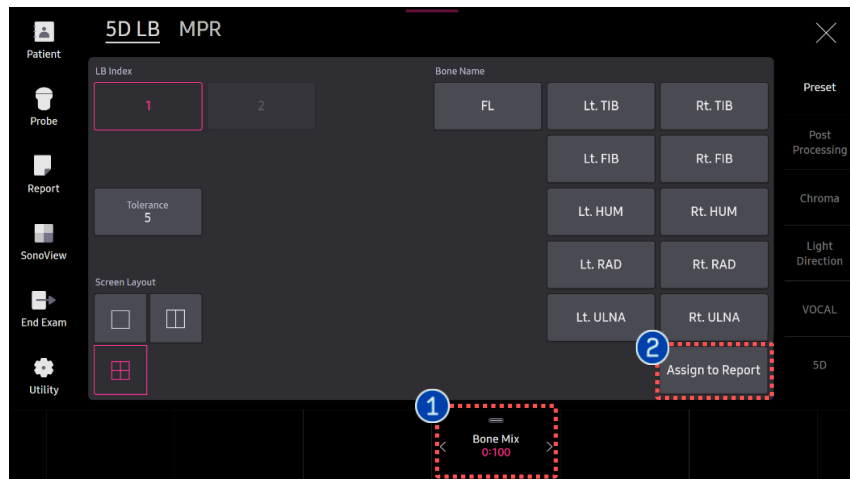 Patient
Probe
Report
SonoView
End Exam
Utility
5D LB MPR
LB Index
1 2
Tolerance
5
Screen Layout
Bone Name
FL Lt. TIB Rt. TIB
Lt. FIB Rt. FIB
Lt. HUM Rt. HUM
Lt. RAD Rt. RAD
Lt. ULNA Rt. ULNA
2
Assign to Report
1
Bone Mix
0:100
Preset
Post
Processing
Chroma
Light
Direction
VOCAL
5D